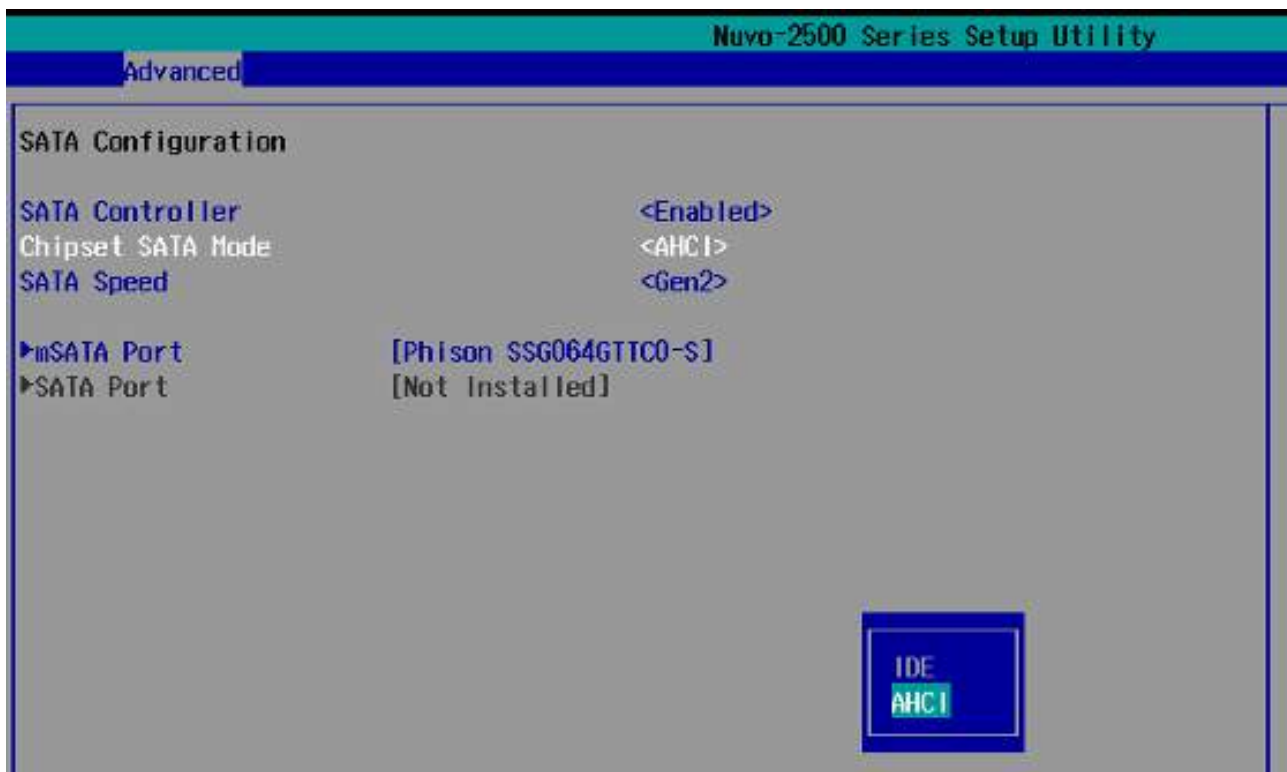 Nuvo-2500 Series Setup Utility
Advanced
SATA Configuration
SATA Controller <Enabled>
Chipset SATA Mode <AHCI>
SATA Speed <Gen2>
▶mSATA Port [Phison SSG064GTTC0-S]
▶SATA Port [Not Installed]
IDE
AHCI